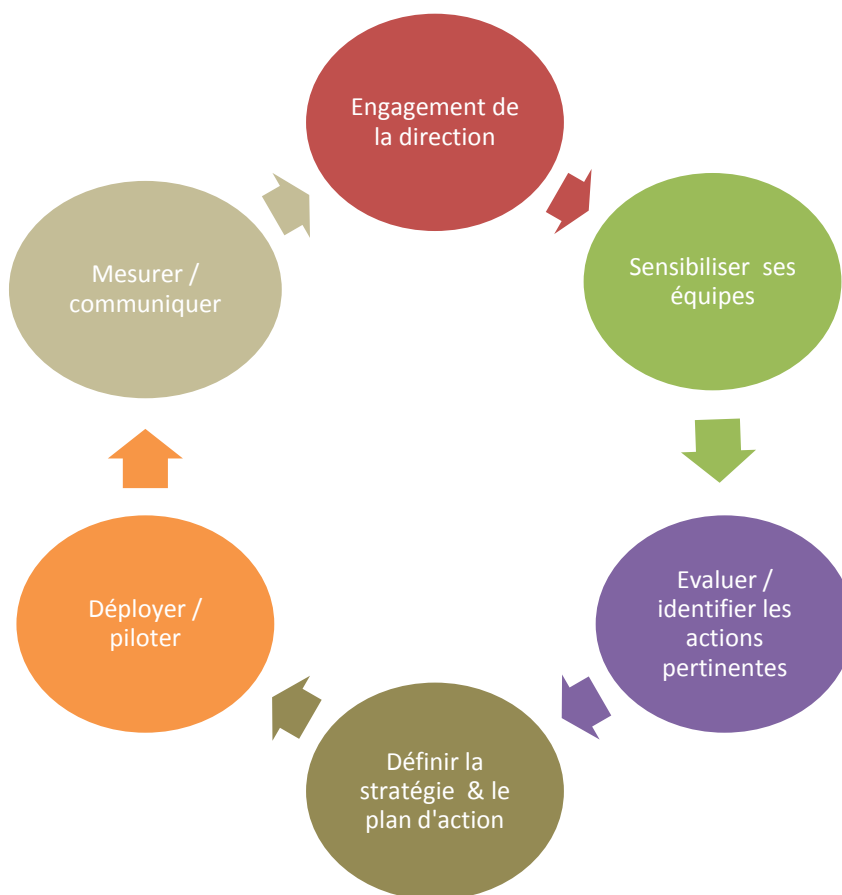 Engagement de
la direction
Sensibiliser  ses
équipes
Evaluer /
identifier les
actions
pertinentes
Définir la
stratégie  & le
plan d'action
Déployer /
piloter
Mesurer /
communiquer